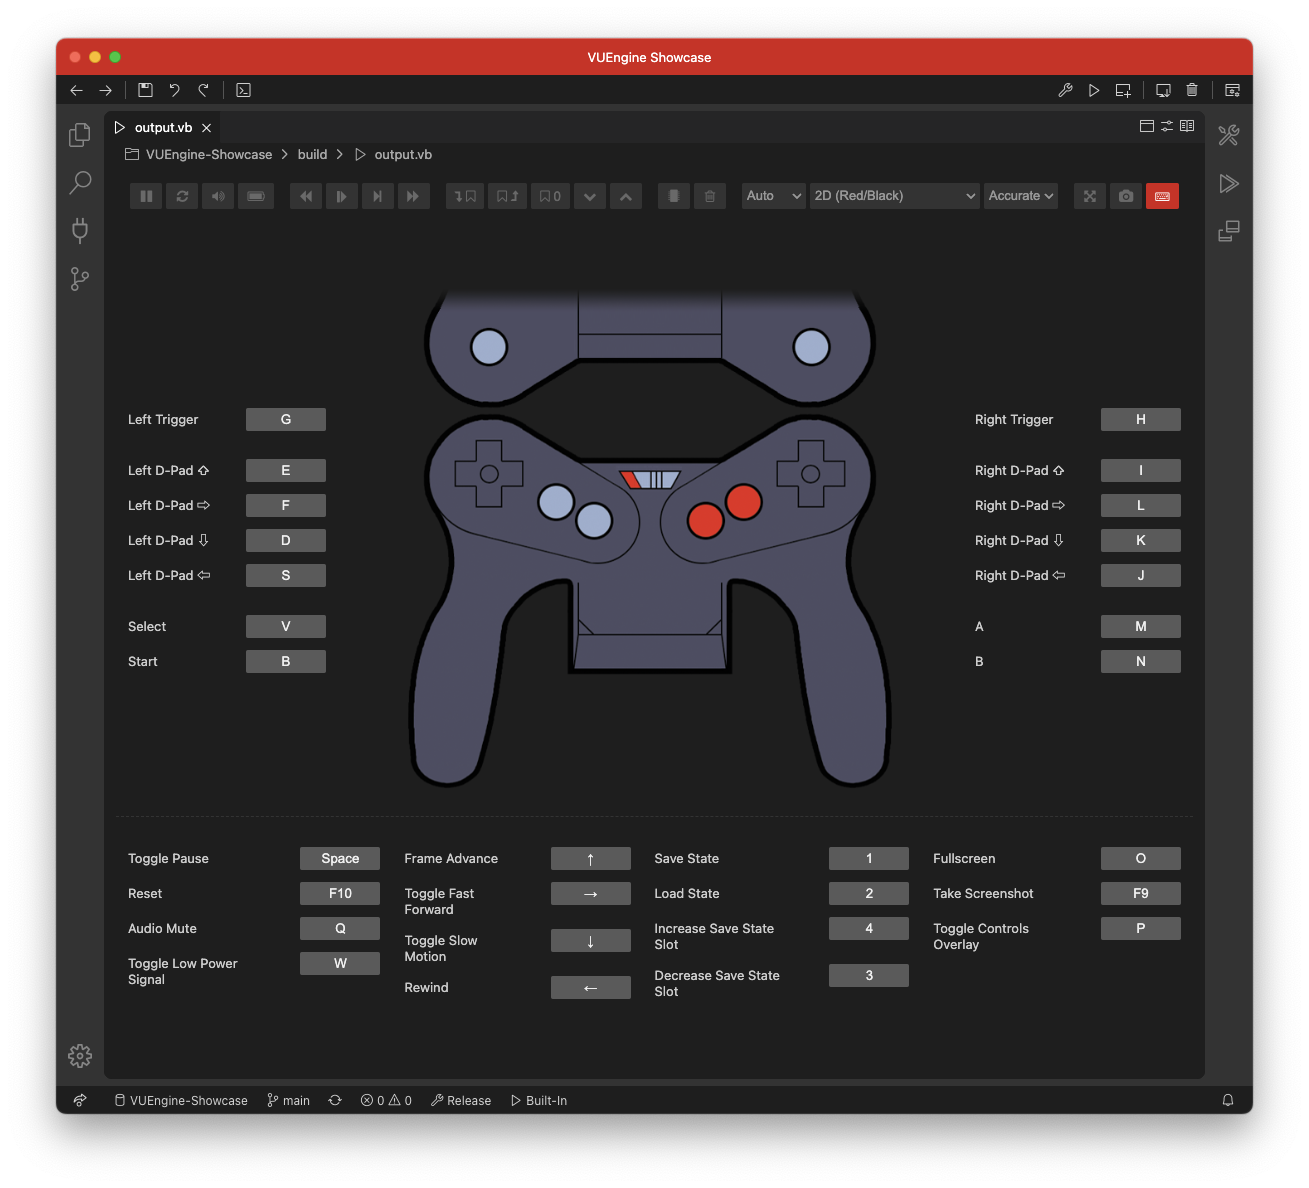 VUEngine Showcase
output.vb
VUEngine-Showcase > build > output.vb
0
Auto
2D (Red/Black)
Accurate
Left Trigger G
Right Trigger H
Left D-Pad ⇧ E
Right D-Pad ⇧ I
Left D-Pad ⇨ F
Right D-Pad ⇨ L
Left D-Pad ⇩ D
Right D-Pad ⇩ K
Left D-Pad ⇦ S
Right D-Pad ⇦ J
Select V
A M
Start B
B N
Toggle Pause Space
Reset F10
Audio Mute Q
Toggle Low Power W
Signal
Frame Advance ↑
Toggle Fast →
Forward
Toggle Slow ↓
Motion
Rewind ←
Save State 1
Load State 2
Increase Save State 4
Slot
Decrease Save State 3
Slot
Fullscreen O
Take Screenshot F9
Toggle Controls P
Overlay
VUEngine-Showcase main 0 0 Release Built-In